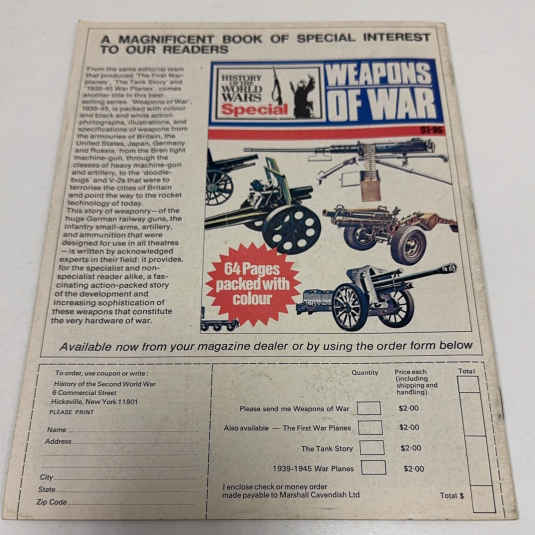 A MAGNIFICENT BOOK OF SPECIAL INTEREST
TO OUR READERS
From the same editorial team
that produced 'The First War-
planes', 'The Tank Story' and
'1939-45 War Planes', comes
another title in this best-
selling series. 'Weapons of War',
1939-45, is packed with colour
and black and white action
photographs, illustrations, and
specifications of weapons from
the armouries of Britain, the
United States, Japan, Germany
and Russia, from the Bren light
machine-gun, through the
classes of heavy machine-gun
and artillery, to the 'doodle-
bugs' and V-2s that were to
terrorise the cities of Britain
and point the way to the rocket
technology of today.
This story of weaponry—of the
huge German railway guns, the
infantry small-arms, artillery,
and ammunition that were
designed for use in all theatres
—is written by acknowledged
experts in their field: it provides,
for the specialist and non-
specialist reader alike, a fas-
cinating action-packed story
of the development and
increasing sophistication of
these weapons that constitute
the very hardware of war.
HISTORY
OF THE
WORLD
WARS
Special
WEAPONS
OF WAR
64 Pages
packed with
colour
Available now from your magazine dealer or by using the order form below
To order, use coupon or write:
History of the Second World War
6 Commercial Street
Hicksville, New York 11801
PLEASE PRINT
Name
Address
City
State
Zip Code
Quantity
Price each
(including
shipping and
handling)
Total
Please send me Weapons of War
$2·00
Also available — The First War Planes
$2·00
The Tank Story
$2·00
1939-1945 War Planes
$2·00
I enclose check or money order
made payable to Marshall Cavendish Ltd
Total $